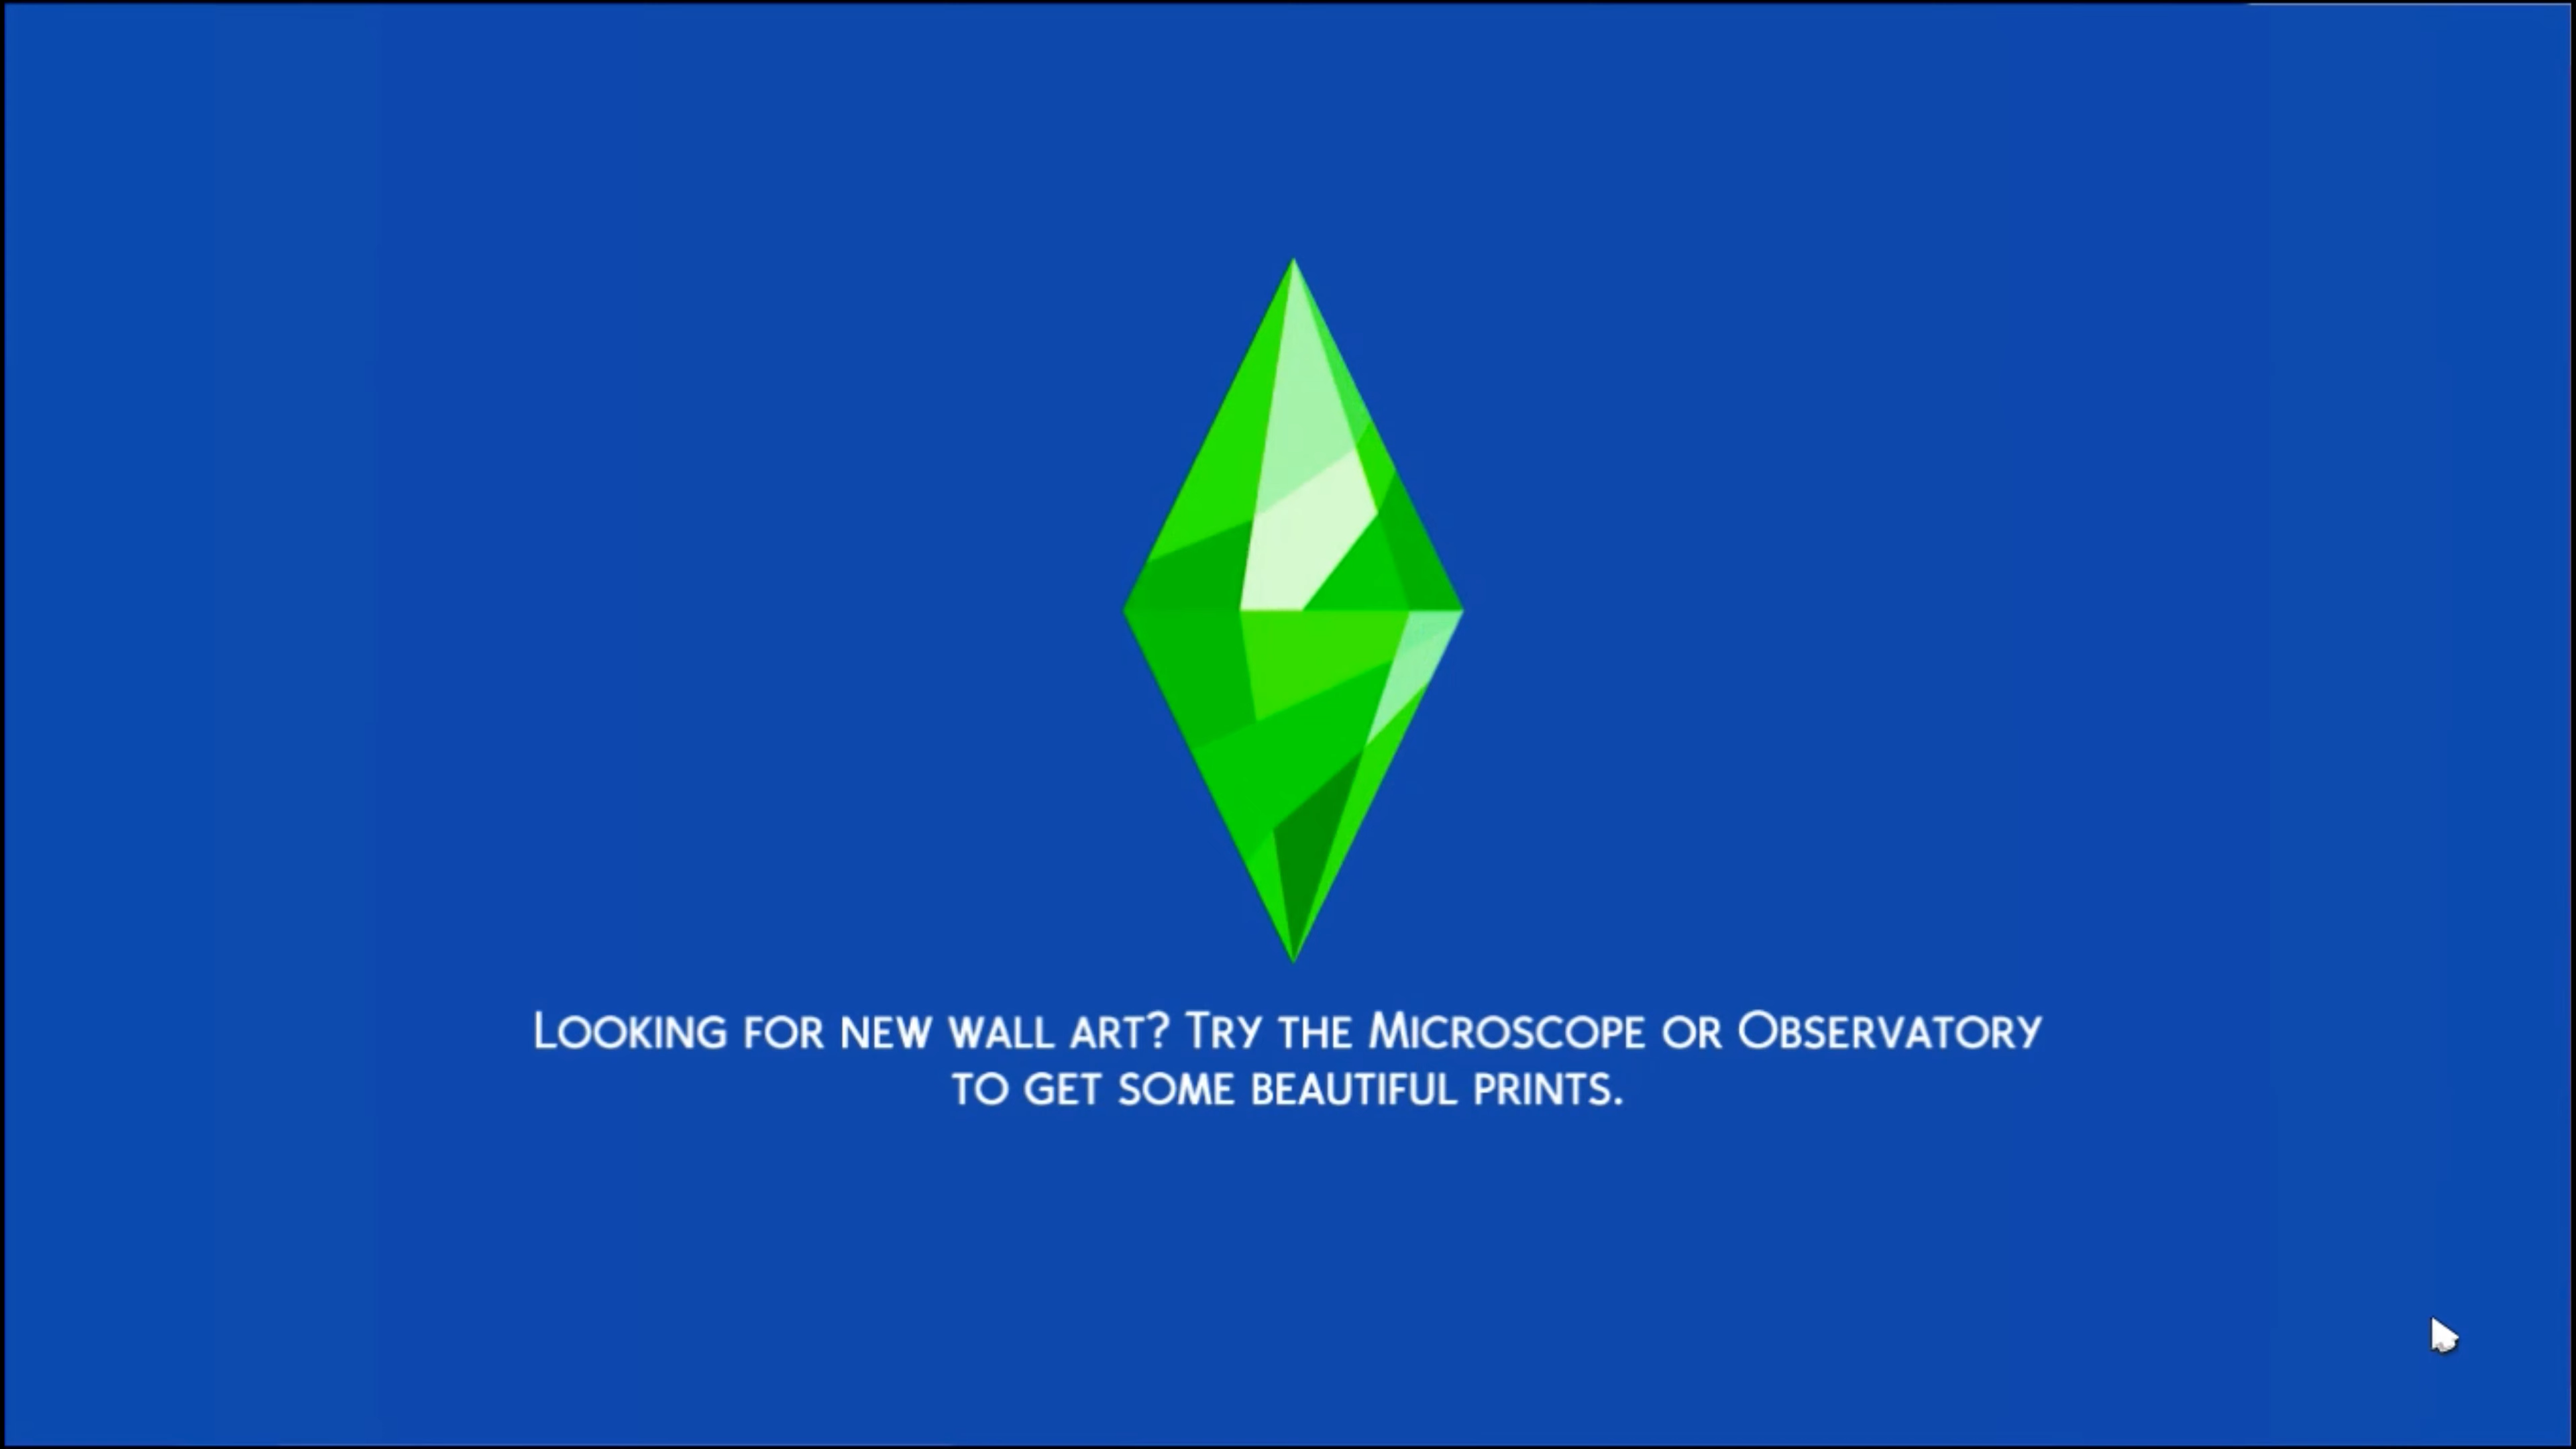 Looking for new wall art? Try the Microscope or Observatory
to get some beautiful prints.